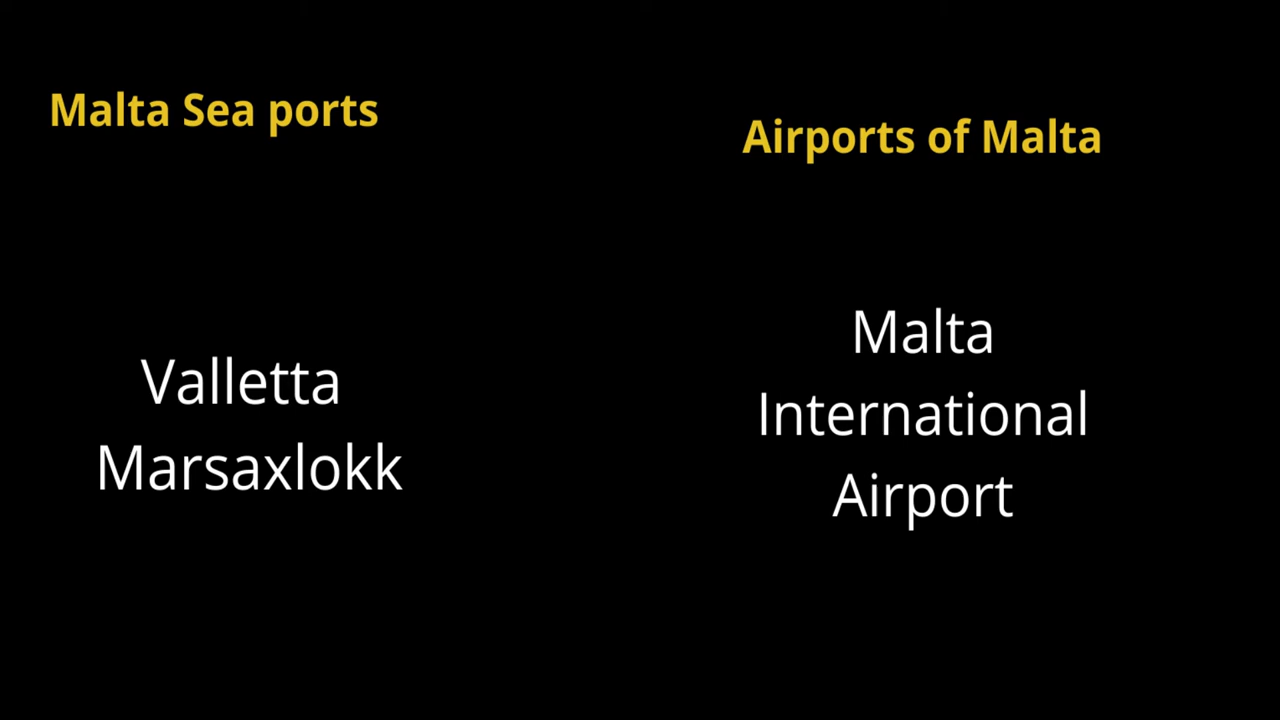 Malta Sea ports
Valletta
Marsaxlokk
Airports of Malta
Malta
International
Airport